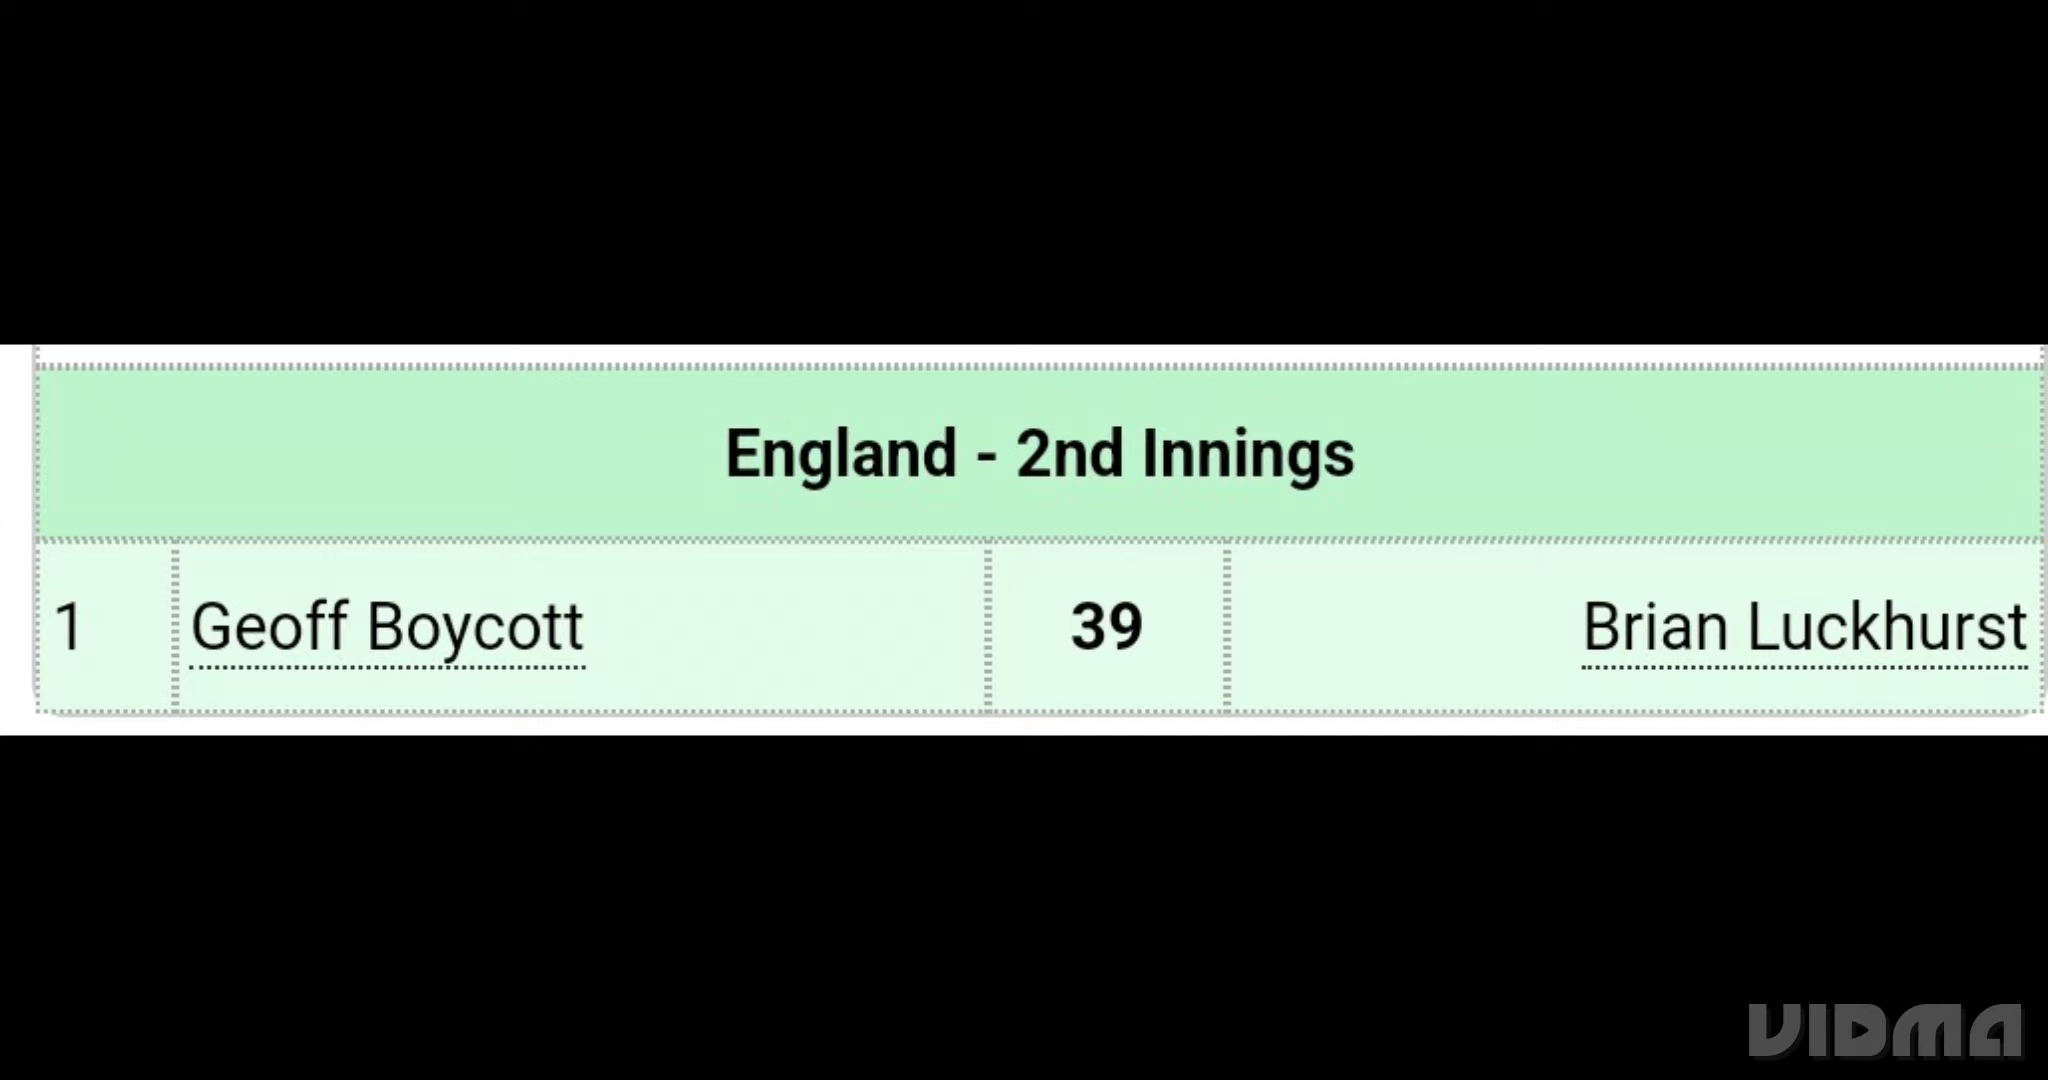 England - 2nd Innings
1 Geoff Boycott 39 Brian Luckhurst
VIDMA